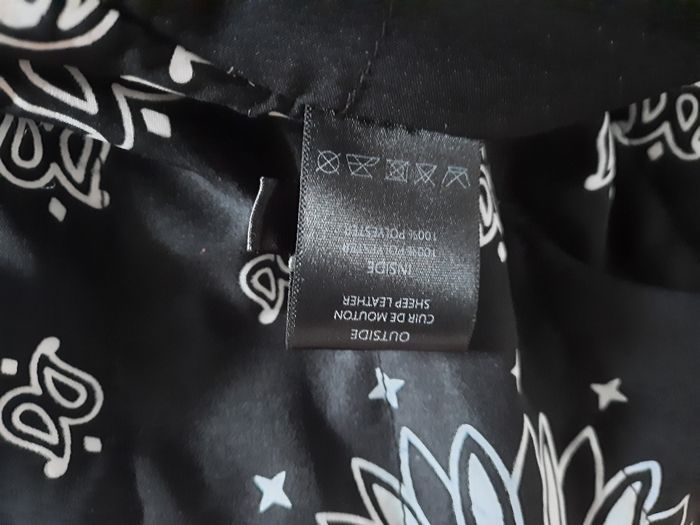 OUTSIDE
CUIR DE MOUTON
SHEEP LEATHER
INSIDE
100% POLYESTER
100% POLYESTER